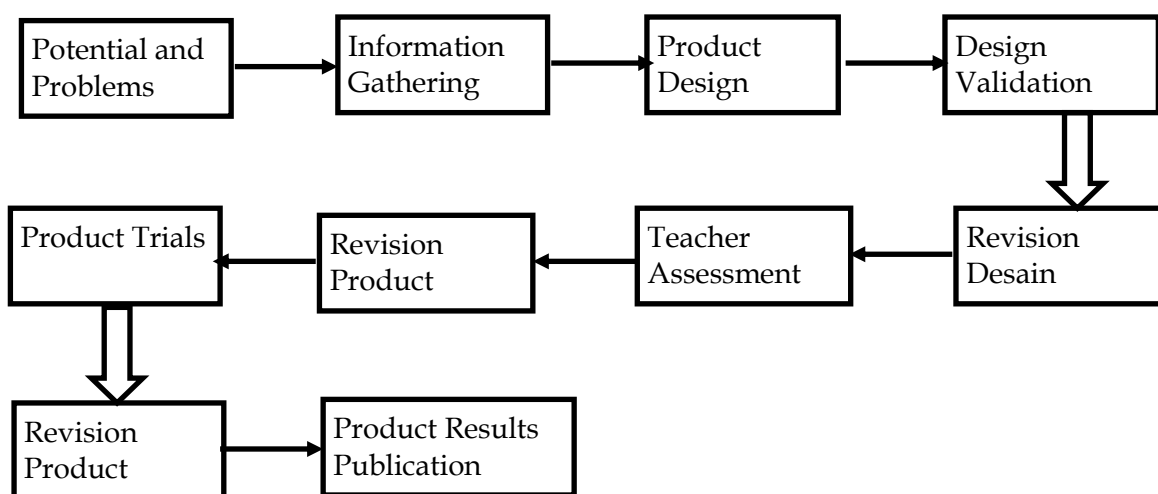 Potential and
Problems
Information
Gathering
Product
Design
Design
Validation
Revision
Desain
Teacher
Assessment
Revision
Product
Product Trials
Revision
Product
Product Results
Publication